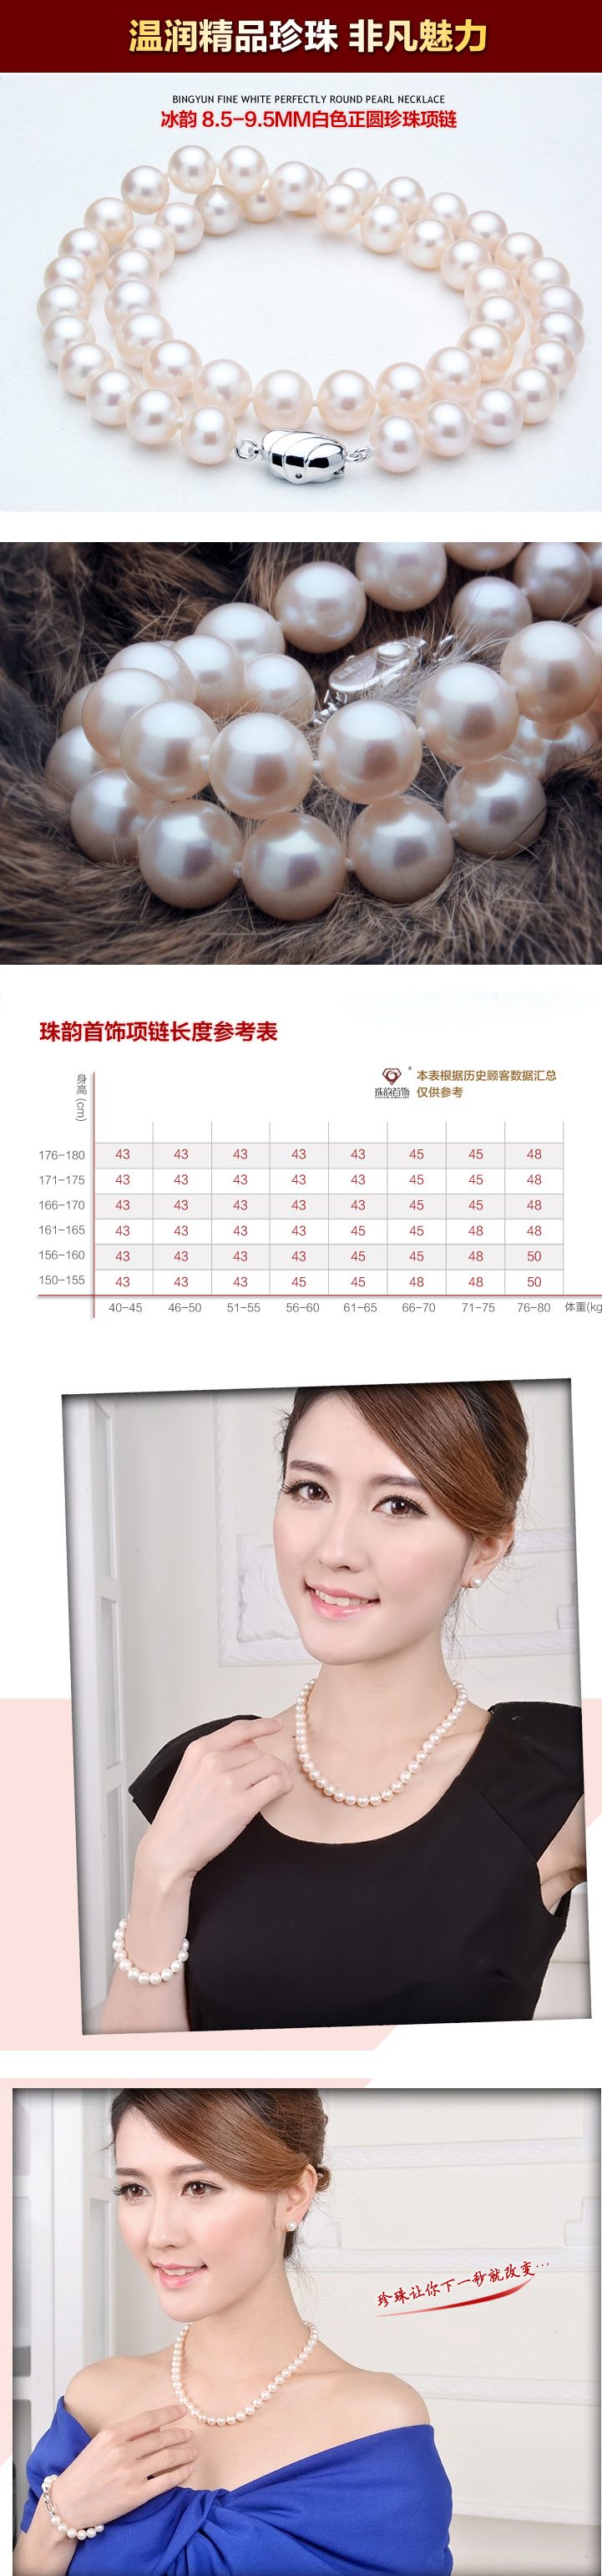 温润精品珍珠 非凡魅力
BINGYUN FINE WHITE PERFECTLY ROUND PEARL NECKLACE
冰韵 8.5-9.5MM白色正圆珍珠项链
珠韵首饰项链长度参考表
身高 (cm)
珠韵首饰
本表根据历史顾客数据汇总
仅供参考
176-180 43 43 43 43 43 45 45 48
171-175 43 43 43 43 43 45 45 48
166-170 43 43 43 43 43 45 45 48
161-165 43 43 43 43 45 45 48 48
156-160 43 43 43 43 45 45 48 50
150-155 43 43 43 45 45 48 48 50
40-45 46-50 51-55 56-60 61-65 66-70 71-75 76-80 体重(kg
珍珠让你下一秒就改变…